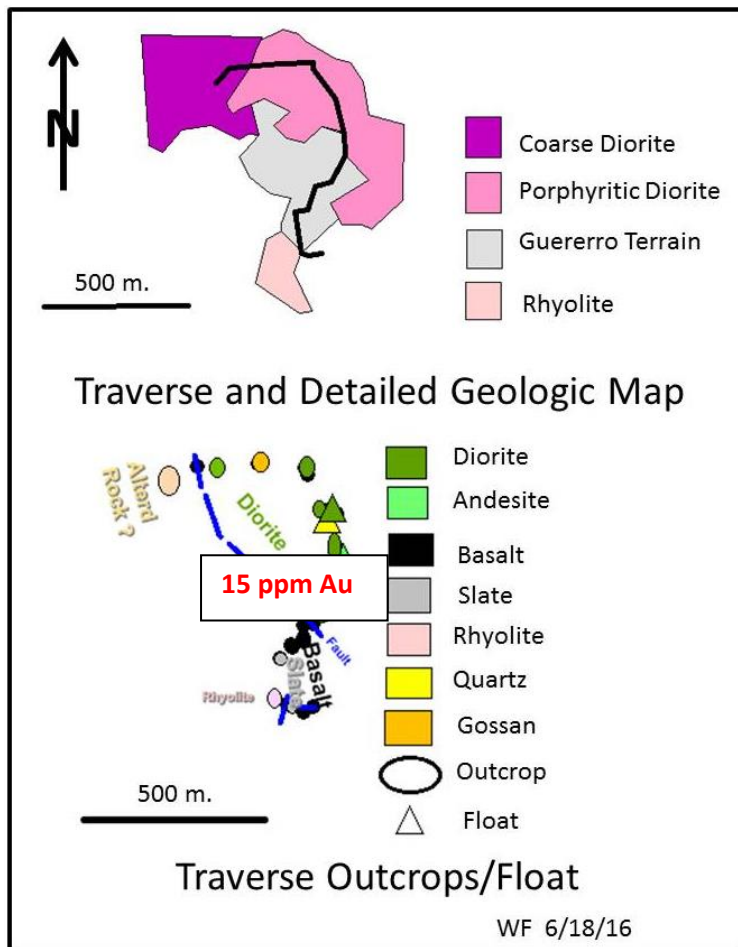 N
Coarse Diorite
Porphyritic Diorite
Guererro Terrain
Rhyolite
500 m.
Traverse and Detailed Geologic Map
Altard
Rock ?
Diorite
15 ppm Au
Fault
Basalt
Slate
Rhyolite
Diorite
Andesite
Basalt
Slate
Rhyolite
Quartz
Gossan
Outcrop
Float
500 m.
Traverse Outcrops/Float
WF 6/18/16